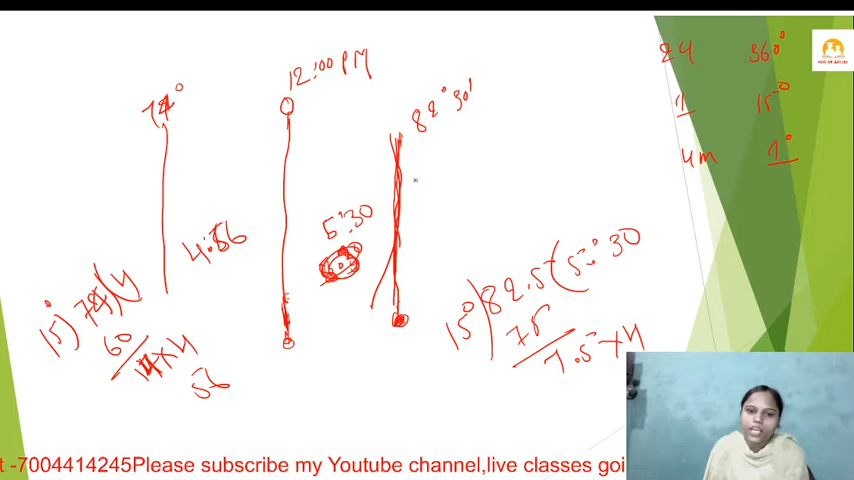 24 360°
1 15°
4m 1°
12:00 PM
74°
82° 30'
5:30
4:56
15°) 74 (4
60
14 x 4
56
15°) 82.5 (5: 30
75
7.5 x 4
t -7004414245Please subscribe my Youtube channel,live classes goi